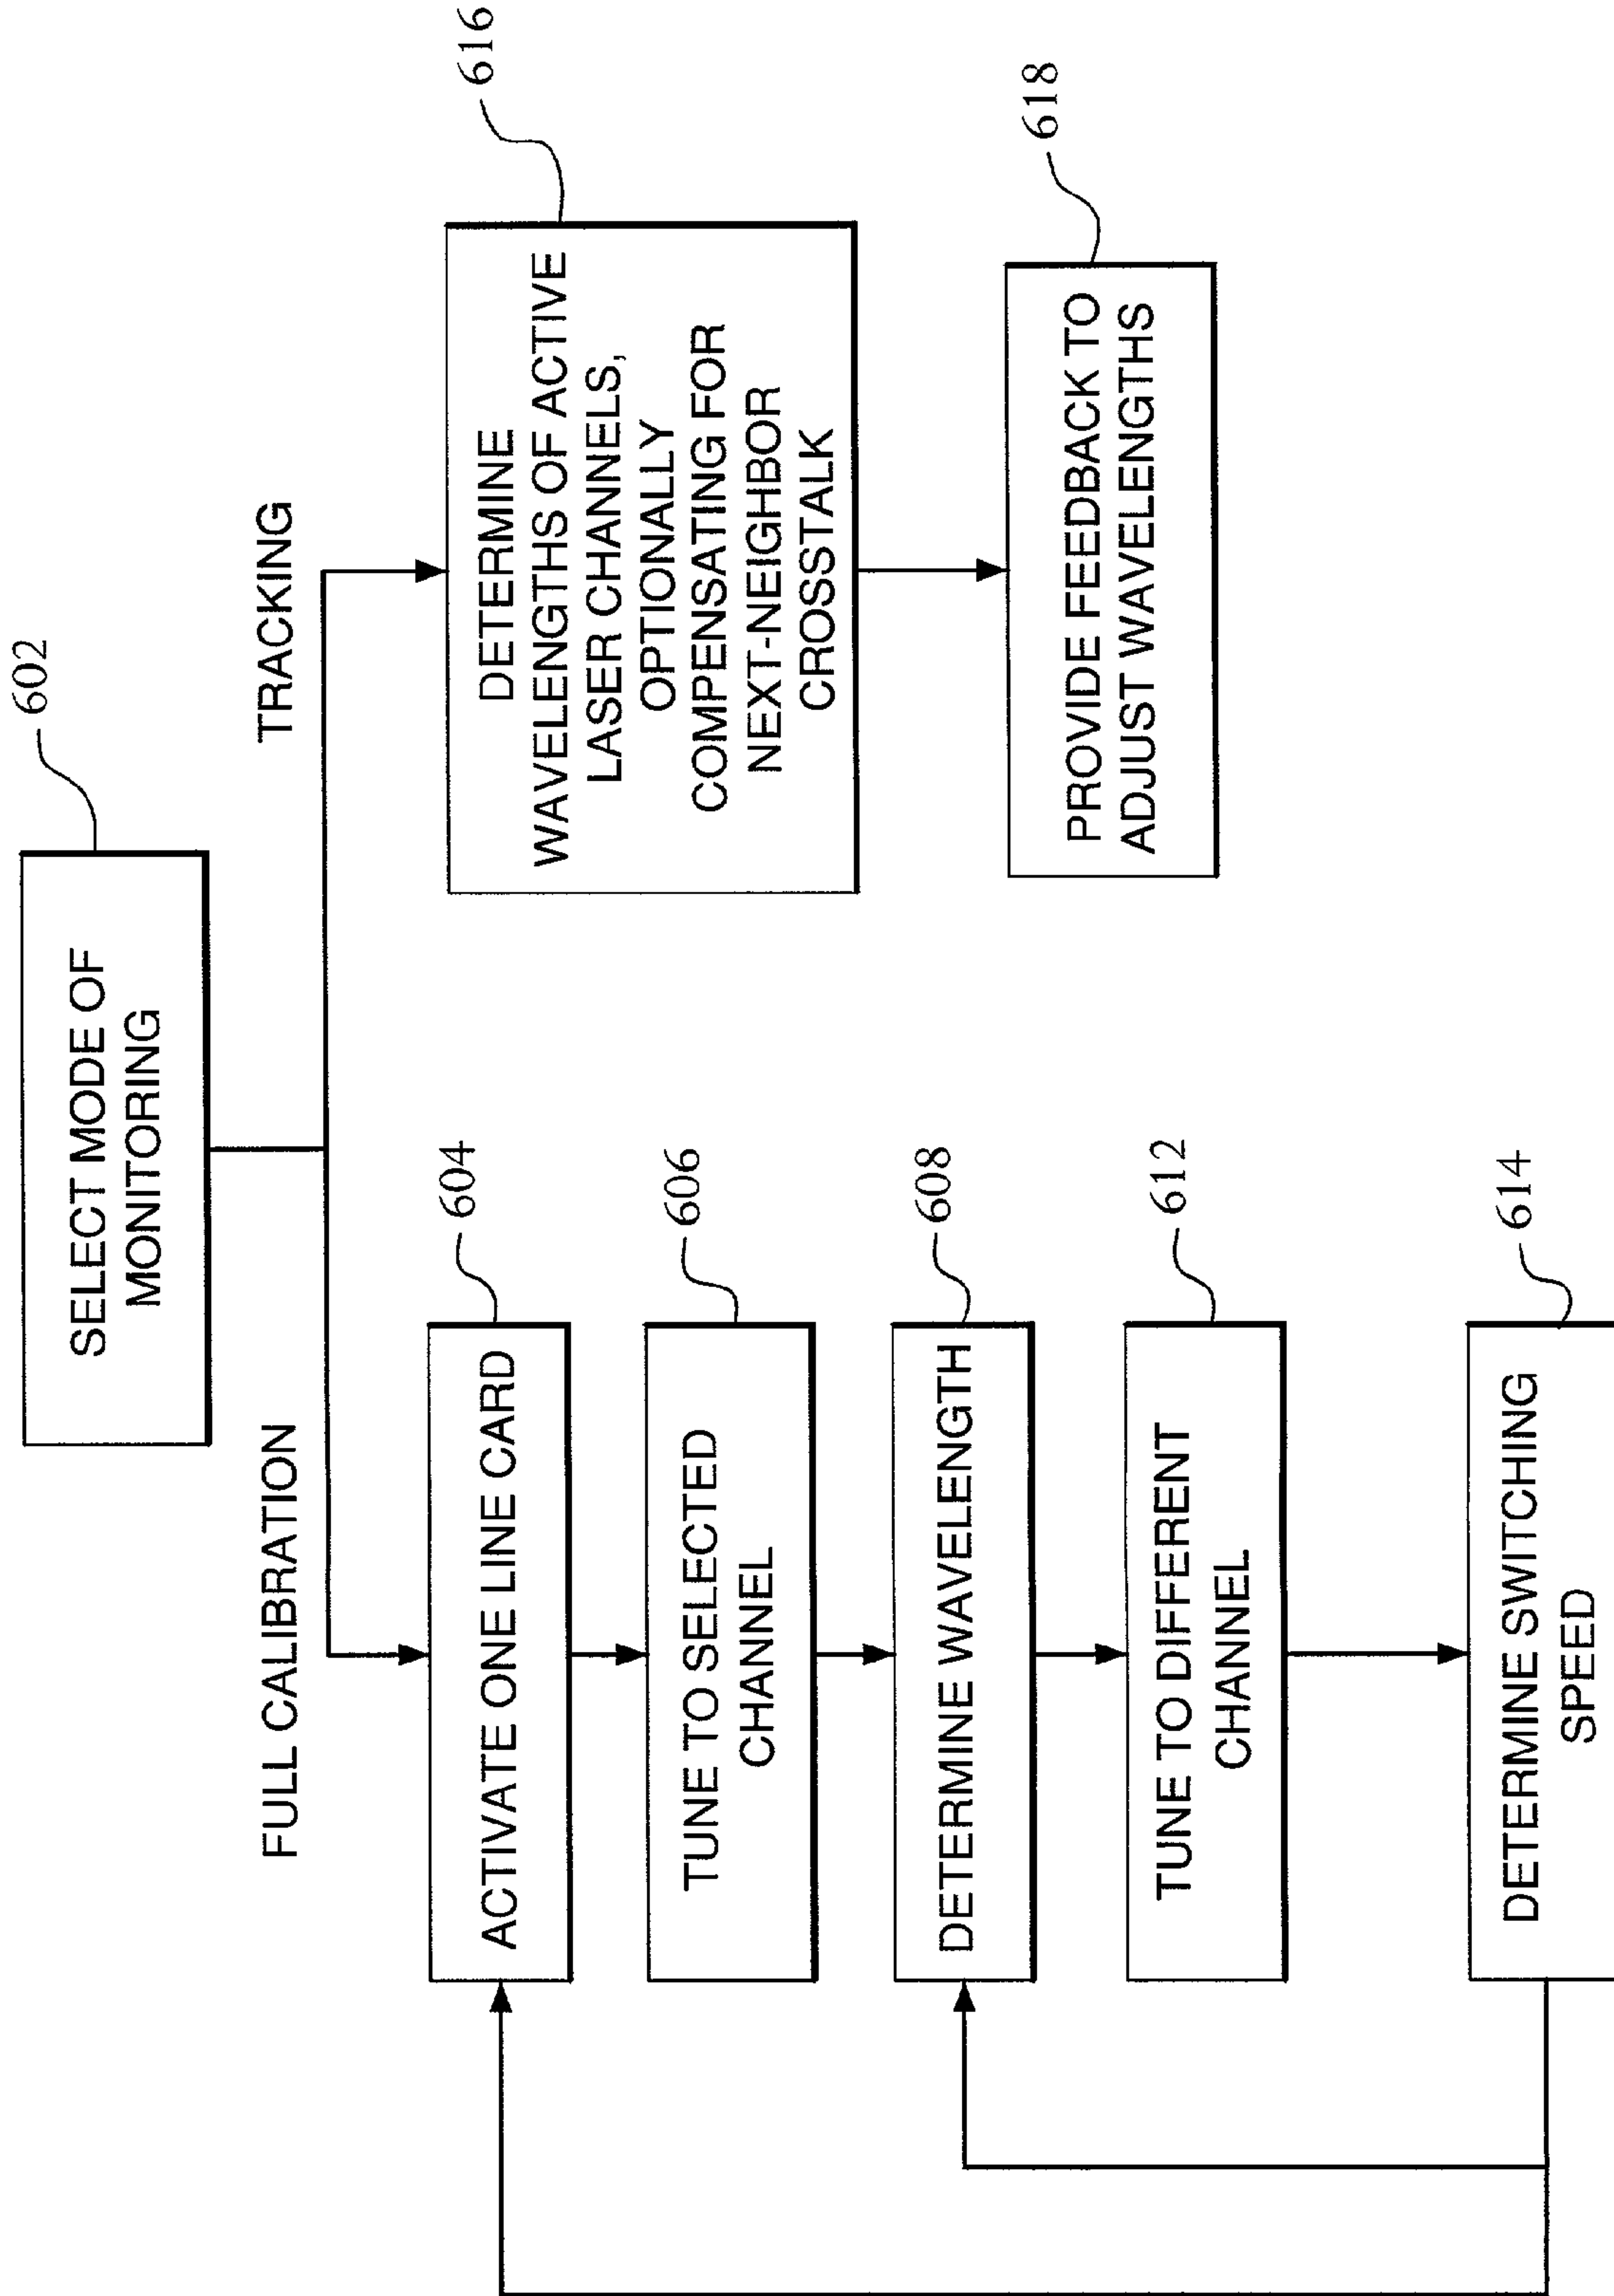 602
SELECT MODE OF
MONITORING
FULL CALIBRATION
TRACKING
604
ACTIVATE ONE LINE CARD
606
TUNE TO SELECTED
CHANNEL
608
DETERMINE WAVELENGTH
612
TUNE TO DIFFERENT
CHANNEL
614
DETERMINE SWITCHING
SPEED
616
DETERMINE
WAVELENGTHS OF ACTIVE
LASER CHANNELS,
OPTIONALLY
COMPENSATING FOR
NEXT-NEIGHBOR
CROSSTALK
618
PROVIDE FEEDBACK TO
ADJUST WAVELENGTHS